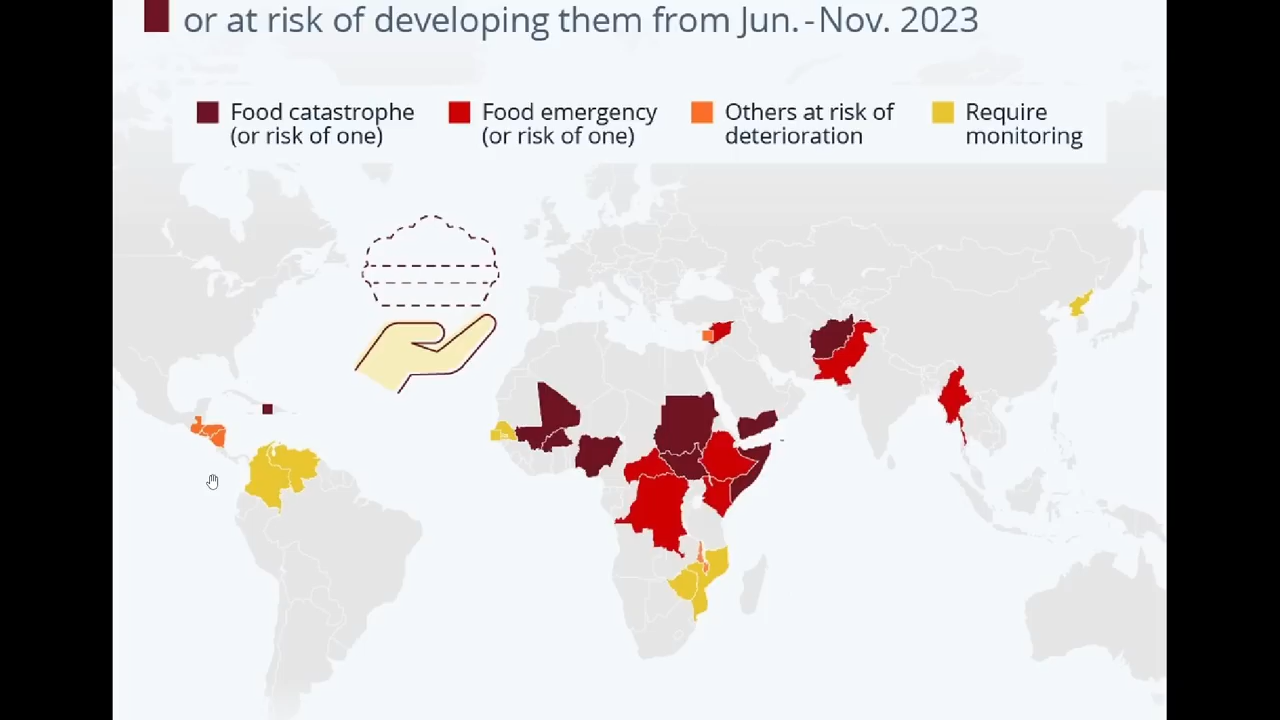 or at risk of developing them from Jun. - Nov. 2023
Food catastrophe
(or risk of one)
Food emergency
(or risk of one)
Others at risk of
deterioration
Require
monitoring